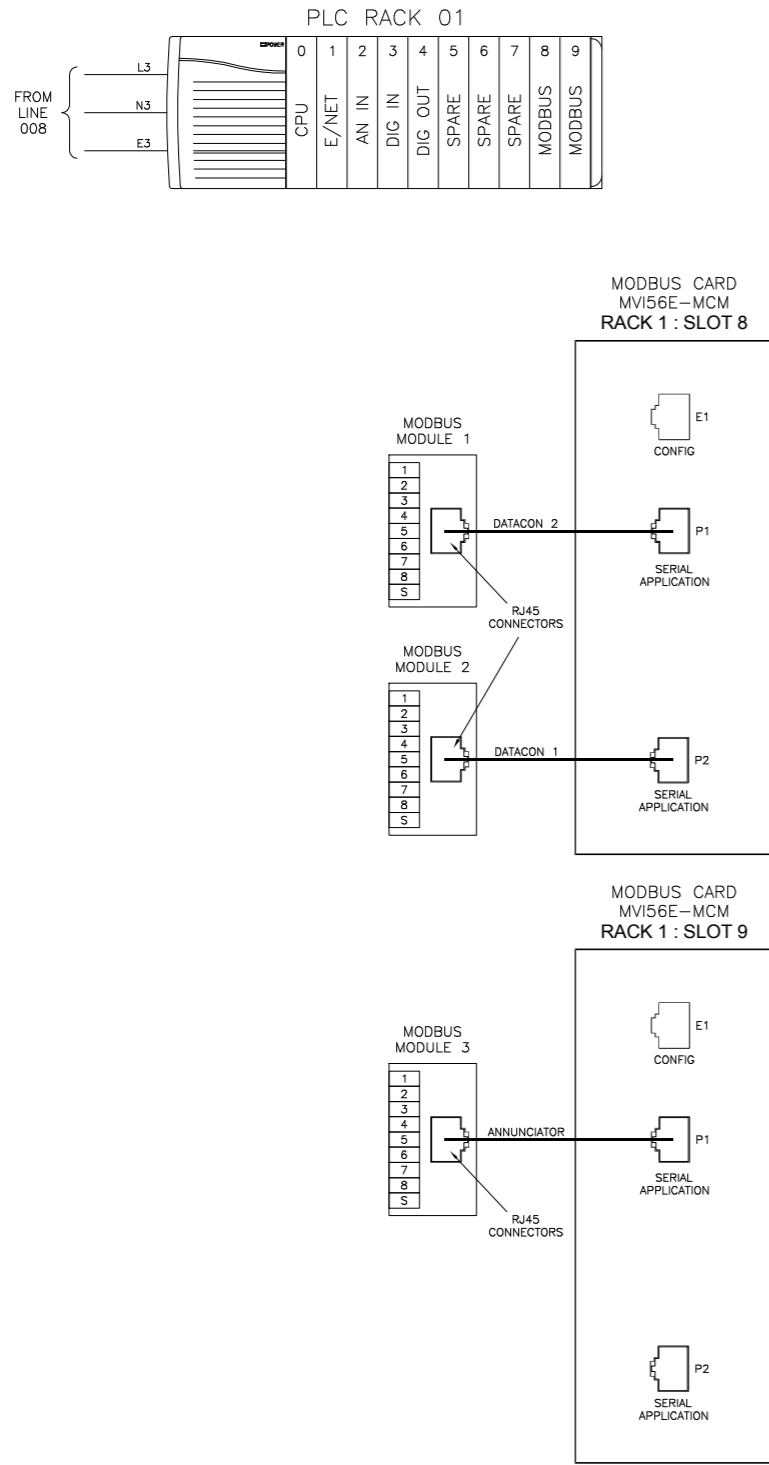 PLC RACK 01
POWER
0 1 2 3 4 5 6 7 8 9
CPU
E/NET
AN IN
DIG IN
DIG OUT
SPARE
SPARE
SPARE
MODBUS
MODBUS
FROM
LINE
008
L3
N3
E3
MODBUS CARD
MVI56E-MCM
RACK 1 : SLOT 8
E1
CONFIG
MODBUS
MODULE 1
1
2
3
4
5
6
7
8
S
DATACON 2
P1
SERIAL
APPLICATION
RJ45
CONNECTORS
MODBUS
MODULE 2
1
2
3
4
5
6
7
8
S
DATACON 1
P2
SERIAL
APPLICATION
MODBUS CARD
MVI56E-MCM
RACK 1 : SLOT 9
E1
CONFIG
MODBUS
MODULE 3
1
2
3
4
5
6
7
8
S
ANNUNCIATOR
P1
SERIAL
APPLICATION
RJ45
CONNECTORS
P2
SERIAL
APPLICATION